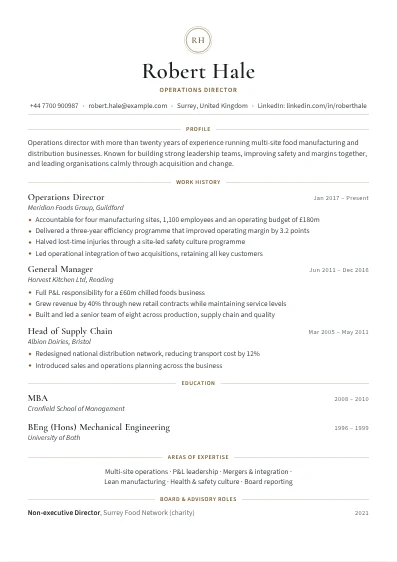 RH
Robert Hale
OPERATIONS DIRECTOR
+44 7700 900987 · robert.hale@example.com · Surrey, United Kingdom · LinkedIn: linkedin.com/in/roberthale
PROFILE
Operations director with more than twenty years of experience running multi-site food manufacturing and
distribution businesses. Known for building strong leadership teams, improving safety and margins together,
and leading organisations calmly through acquisition and change.
WORK HISTORY
Operations Director Jan 2017 – Present
Meridian Foods Group, Guildford
• Accountable for four manufacturing sites, 1,100 employees and an operating budget of £180m
• Delivered a three-year efficiency programme that improved operating margin by 3.2 points
• Halved lost-time injuries through a site-led safety culture programme
• Led operational integration of two acquisitions, retaining all key customers
General Manager Jun 2011 – Dec 2016
Harvest Kitchen Ltd, Reading
• Full P&L responsibility for a £60m chilled foods business
• Grew revenue by 40% through new retail contracts while maintaining service levels
• Built and led a senior team of eight across production, supply chain and quality
Head of Supply Chain Mar 2005 – May 2011
Albion Dairies, Bristol
• Redesigned national distribution network, reducing transport cost by 12%
• Introduced sales and operations planning across the business
EDUCATION
MBA 2008 – 2010
Cranfield School of Management
BEng (Hons) Mechanical Engineering 1996 – 1999
University of Bath
AREAS OF EXPERTISE
Multi-site operations · P&L leadership · Mergers & integration ·
Lean manufacturing · Health & safety culture · Board reporting
BOARD & ADVISORY ROLES
Non-executive Director, Surrey Food Network (charity) 2021